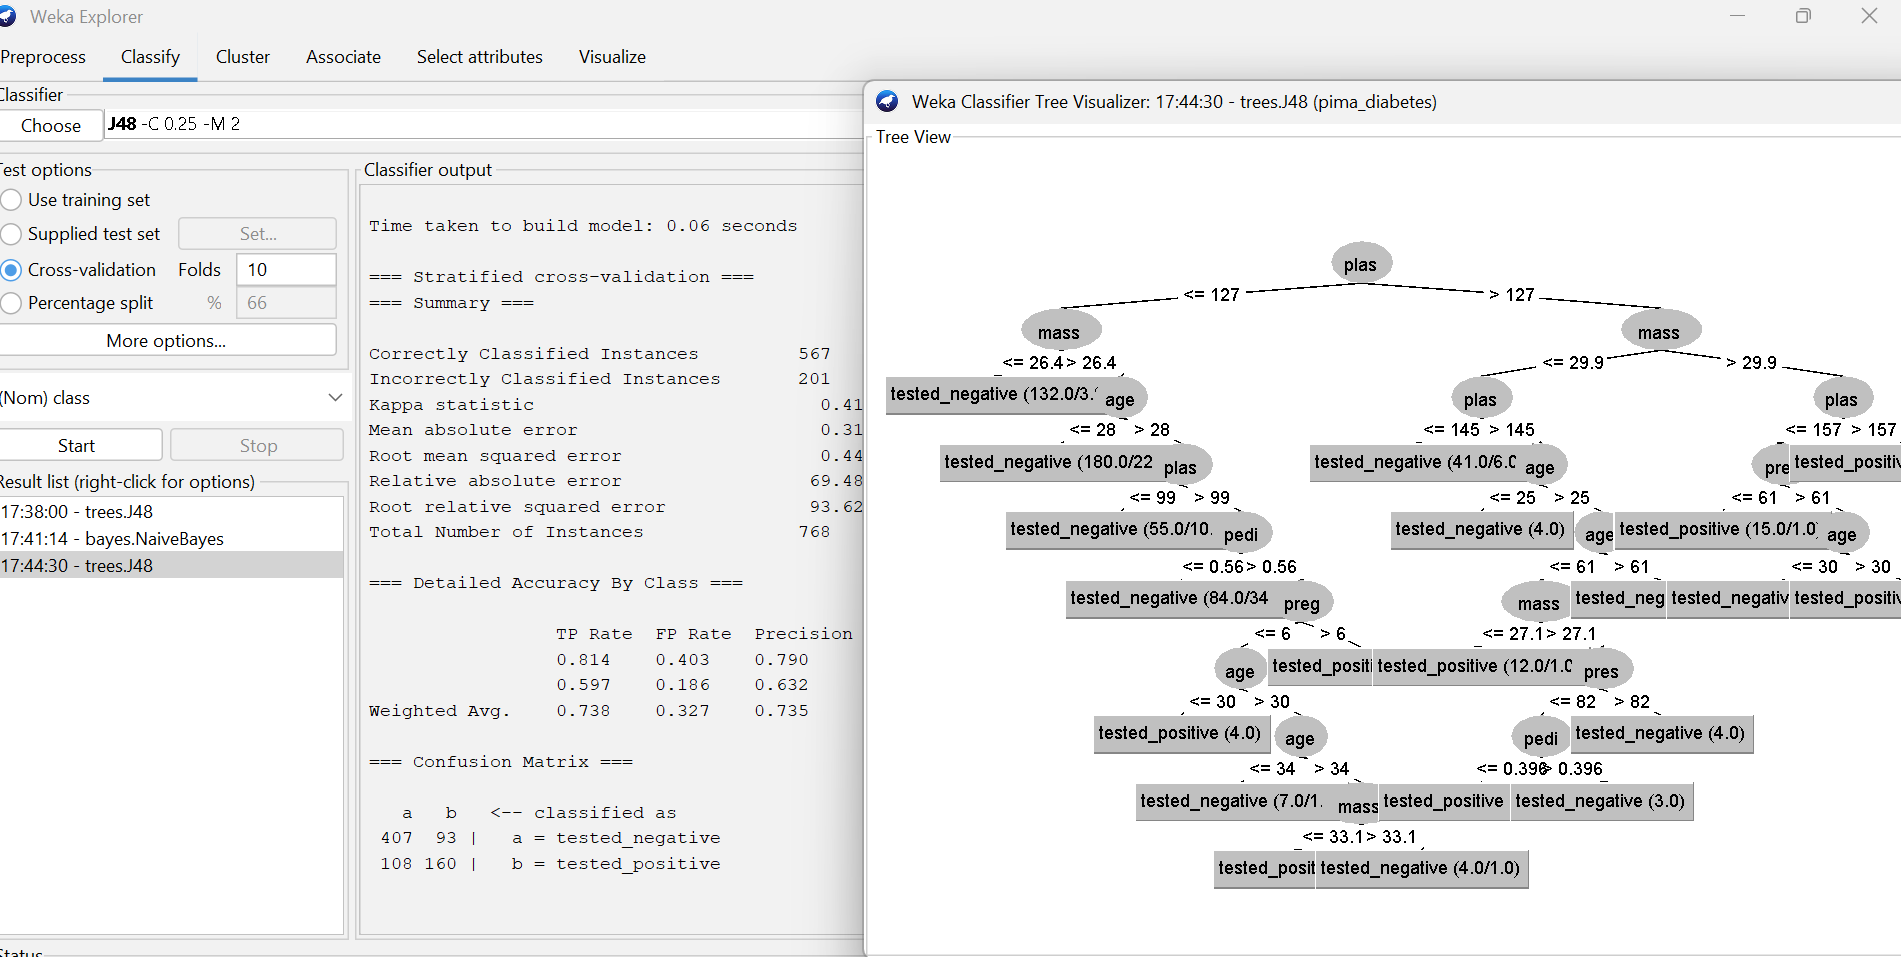 Weka Explorer
Preprocess Classify Cluster Associate Select attributes Visualize
Classifier
Choose J48 -C 0.25 -M 2
Test options
Use training set
Supplied test set Set...
Cross-validation Folds 10
Percentage split % 66
More options...
(Nom) class
Start Stop
Result list (right-click for options)
17:38:00 - trees.J48
17:41:14 - bayes.NaiveBayes
17:44:30 - trees.J48
Status
Classifier output
Time taken to build model: 0.06 seconds
=== Stratified cross-validation ===
=== Summary ===
Correctly Classified Instances 567
Incorrectly Classified Instances 201
Kappa statistic 0.41
Mean absolute error 0.31
Root mean squared error 0.44
Relative absolute error 69.48
Root relative squared error 93.62
Total Number of Instances 768
=== Detailed Accuracy By Class ===
TP Rate FP Rate Precision
0.814 0.403 0.790
0.597 0.186 0.632
Weighted Avg. 0.738 0.327 0.735
=== Confusion Matrix ===
a b <-- classified as
407 93 | a = tested_negative
108 160 | b = tested_positive
Weka Classifier Tree Visualizer: 17:44:30 - trees.J48 (pima_diabetes)
Tree View
plas
<= 127 > 127
mass mass
<= 26.4 > 26.4 <= 29.9 > 29.9
tested_negative (132.0/3. age plas plas
<= 28 > 28 <= 145 > 145 <= 157 > 157
tested_negative (180.0/22 plas tested_negative (41.0/6.0 age pre tested_positiv
<= 99 > 99 <= 25 > 25 <= 61 > 61
tested_negative (55.0/10. pedi tested_negative (4.0) age tested_positive (15.0/1.0 age
<= 0.56 > 0.56 <= 61 > 61 <= 30 > 30
tested_negative (84.0/34 preg mass tested_neg tested_negativ tested_positiv
<= 6 > 6 <= 27.1 > 27.1
age tested_positi tested_positive (12.0/1.0 pres
<= 30 > 30 <= 82 > 82
tested_positive (4.0) age pedi tested_negative (4.0)
<= 34 > 34 <= 0.396 > 0.396
tested_negative (7.0/1. mass tested_positive tested_negative (3.0)
<= 33.1 > 33.1
tested_posit tested_negative (4.0/1.0)